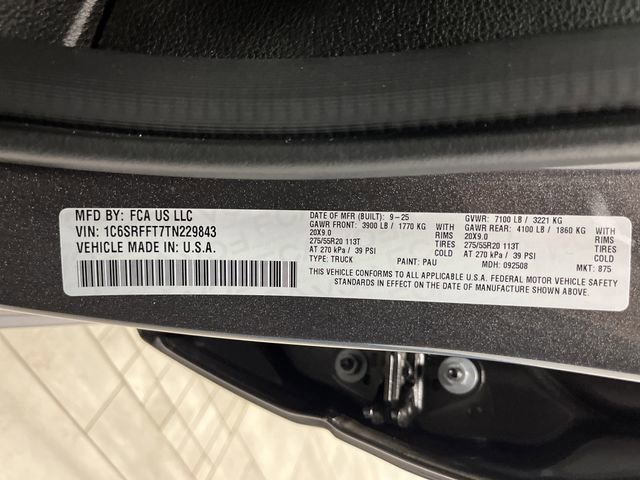 MFD BY: FCA US LLC
VIN: 1C6SRFFT7TN229843
VEHICLE MADE IN: U.S.A.
DATE OF MFR (BUILT): 9-25 GVWR: 7100 LB / 3221 KG
GAWR FRONT: 3900 LB / 1770 KG WITH GAWR REAR: 4100 LB / 1860 KG WITH
20X9.0 RIMS 20X9.0 RIMS
275/55R20 113T TIRES 275/55R20 113T TIRES
AT 270 kPa / 39 PSI COLD AT 270 kPa / 39 PSI COLD
TYPE: TRUCK PAINT: PAU MDH: 092508 MKT: 875
THIS VEHICLE CONFORMS TO ALL APPLICABLE U.S.A. FEDERAL MOTOR VEHICLE SAFETY
STANDARDS IN EFFECT ON THE DATE OF MANUFACTURE SHOWN ABOVE.